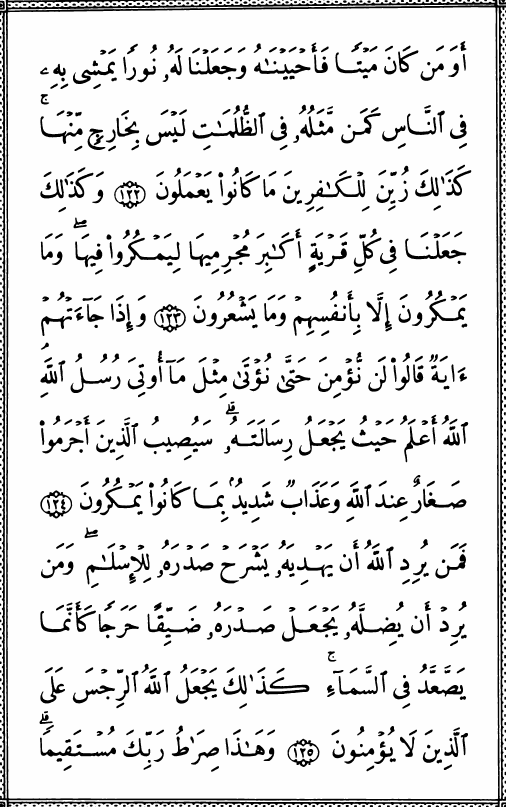 أَوَمَن كَانَ مَيْتًا فَأَحْيَيْنَٰهُ وَجَعَلْنَا لَهُۥ نُورًا يَمْشِى بِهِۦ
فِى ٱلنَّاسِ كَمَن مَّثَلُهُۥ فِى ٱلظُّلُمَٰتِ لَيْسَ بِخَارِجٍ مِّنْهَا ۚ
كَذَٰلِكَ زُيِّنَ لِلْكَٰفِرِينَ مَا كَانُوا۟ يَعْمَلُونَ ﴿١٢٢﴾ وَكَذَٰلِكَ
جَعَلْنَا فِى كُلِّ قَرْيَةٍ أَكَٰبِرَ مُجْرِمِيهَا لِيَمْكُرُوا۟ فِيهَا ۖ وَمَا
يَمْكُرُونَ إِلَّا بِأَنفُسِهِمْ وَمَا يَشْعُرُونَ ﴿١٢٣﴾ وَإِذَا جَآءَتْهُمْ
ءَايَةٌ قَالُوا۟ لَن نُّؤْمِنَ حَتَّىٰ نُؤْتَىٰ مِثْلَ مَآ أُوتِىَ رُسُلُ ٱللَّهِ ۘ
ٱللَّهُ أَعْلَمُ حَيْثُ يَجْعَلُ رِسَالَتَهُۥ ۗ سَيُصِيبُ ٱلَّذِينَ أَجْرَمُوا۟
صَغَارٌ عِندَ ٱللَّهِ وَعَذَابٌ شَدِيدٌۢ بِمَا كَانُوا۟ يَمْكُرُونَ ﴿١٢٤﴾
فَمَن يُرِدِ ٱللَّهُ أَن يَهْدِيَهُۥ يَشْرَحْ صَدْرَهُۥ لِلْإِسْلَٰمِ ۖ وَمَن
يُرِدْ أَن يُضِلَّهُۥ يَجْعَلْ صَدْرَهُۥ ضَيِّقًا حَرَجًا كَأَنَّمَا
يَصَّعَّدُ فِى ٱلسَّمَآءِ ۚ كَذَٰلِكَ يَجْعَلُ ٱللَّهُ ٱلرِّجْسَ عَلَى
ٱلَّذِينَ لَا يُؤْمِنُونَ ﴿١٢٥﴾ وَهَٰذَا صِرَٰطُ رَبِّكَ مُسْتَقِيمًا ۗ